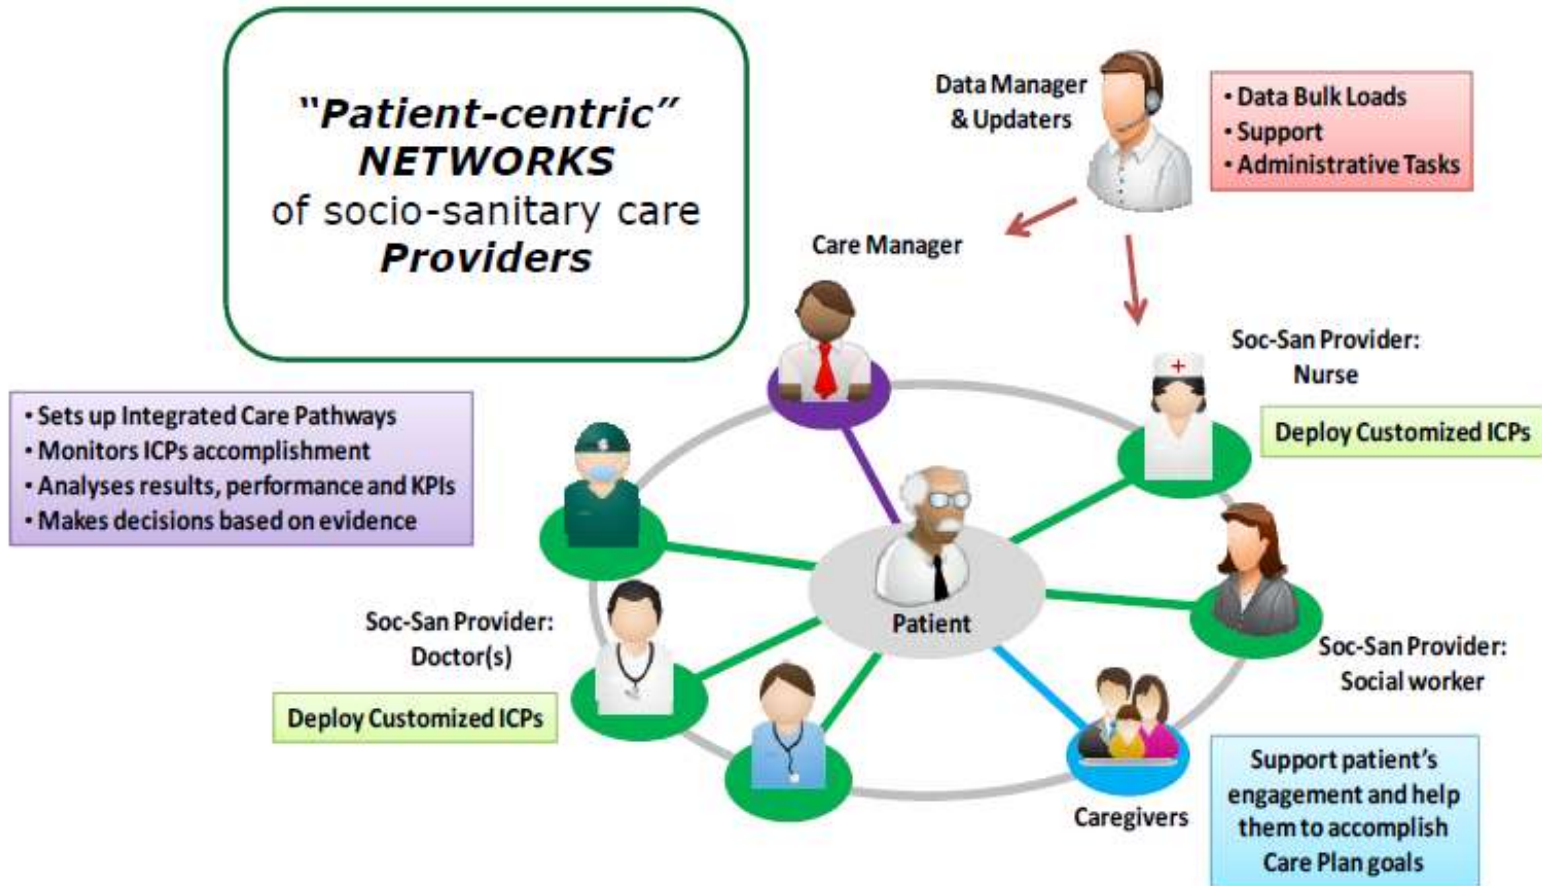 “Patient-centric”
NETWORKS
of socio-sanitary care
Providers
Data Manager
& Updaters
• Data Bulk Loads
• Support
• Administrative Tasks
Care Manager
Soc-San Provider:
Nurse
Deploy Customized ICPs
• Sets up Integrated Care Pathways
• Monitors ICPs accomplishment
• Analyses results, performance and KPIs
• Makes decisions based on evidence
Patient
Soc-San Provider:
Doctor(s)
Deploy Customized ICPs
Soc-San Provider:
Social worker
Caregivers
Support patient’s
engagement and help
them to accomplish
Care Plan goals